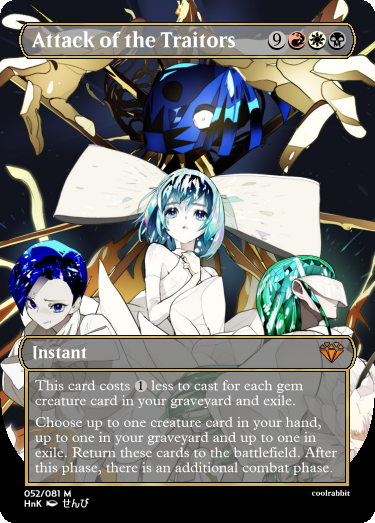 Attack of the Traitors 9
Instant
This card costs 1 less to cast for each gem
creature card in your graveyard and exile.
Choose up to one creature card in your hand,
up to one in your graveyard and up to one in
exile. Return these cards to the battlefield. After
this phase, there is an additional combat phase.
052/081 M
coolrabbit
HnK せんび